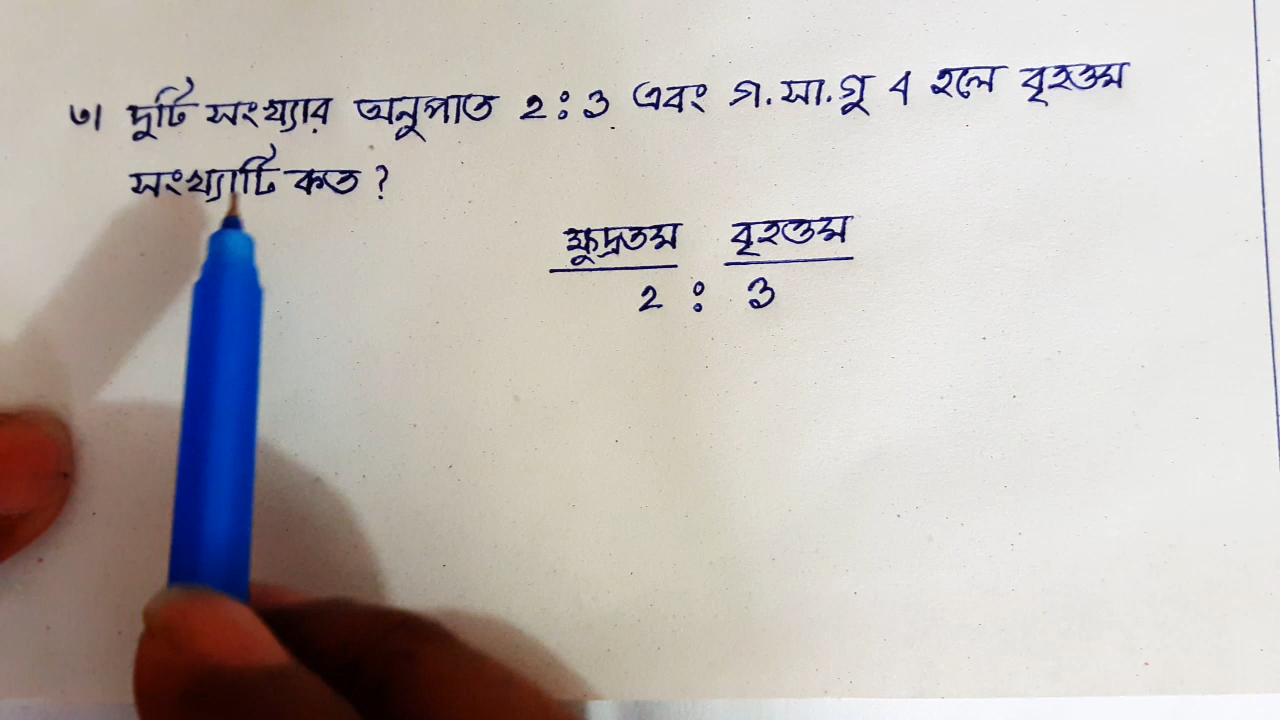 ৩। দুটি সংখ্যার অনুপাত 2 : 3 এবং গ.সা.গু 4 হলে বৃহত্তম
সংখ্যাটি কত ?
ক্ষুদ্রতম বৃহত্তম
2 : 3